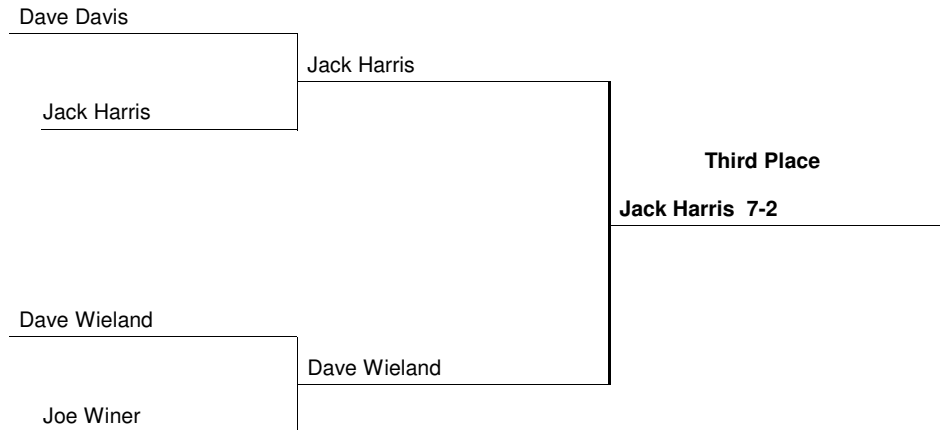 Dave Davis
Jack Harris
Jack Harris
Third Place
Jack Harris 7-2
Dave Wieland
Dave Wieland
Joe Winer